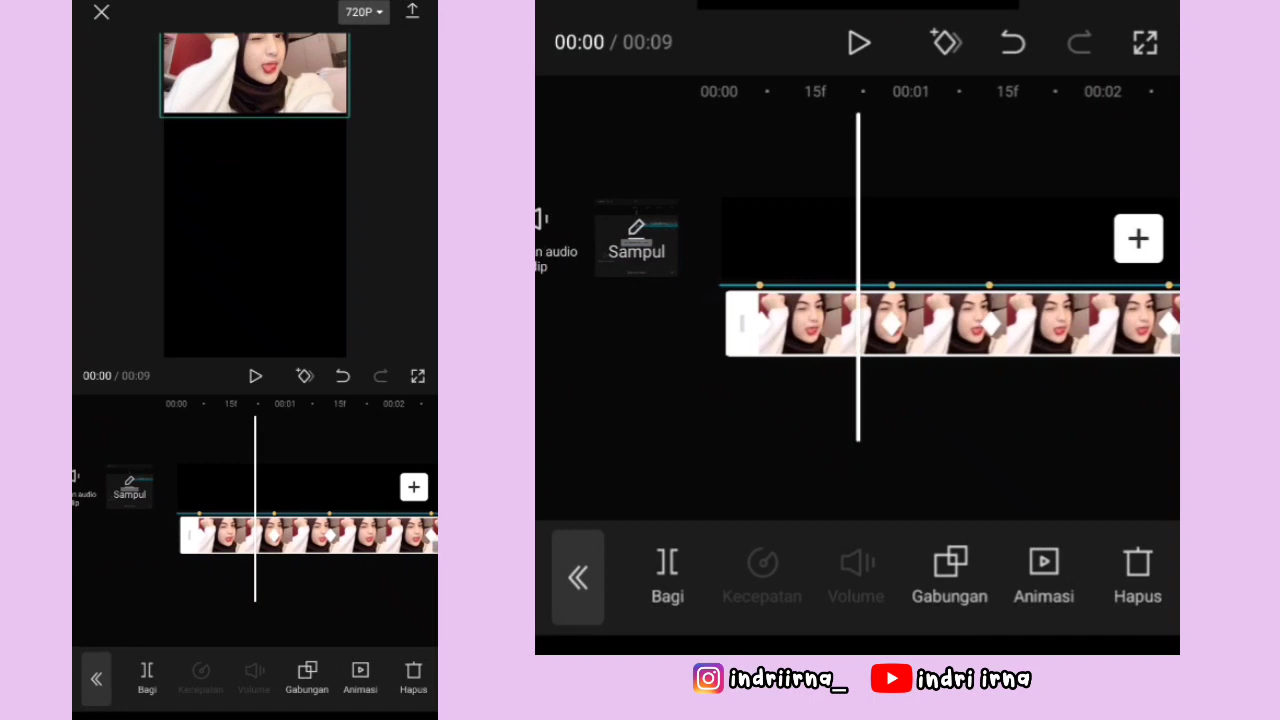 720P
00:00 / 00:09
00:00 15f 00:01 15f 00:02
n audio
lip
Sampul
Bagi
Kecepatan
Volume
Gabungan
Animasi
Hapus
00:00 / 00:09
00:00 15f 00:01 15f 00:02
n audio
lip
Sampul
Bagi
Kecepatan
Volume
Gabungan
Animasi
Hapus
indriirna_
indri irna